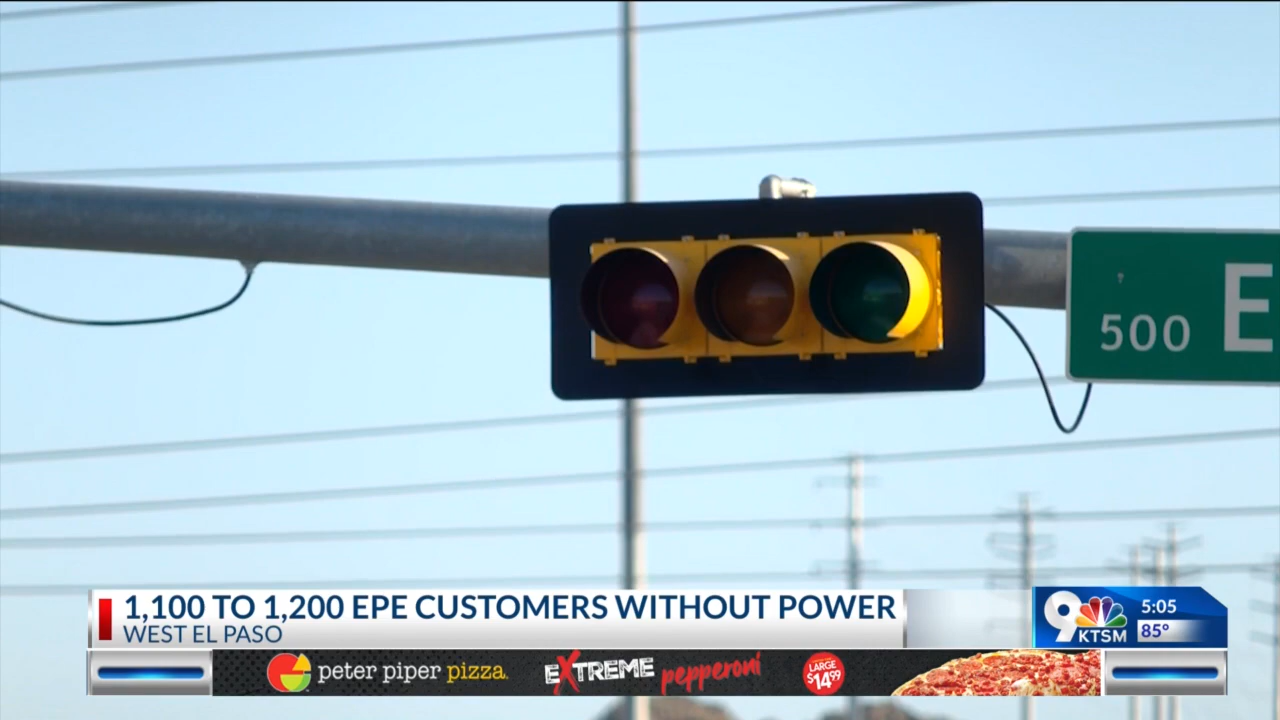 500 E
1,100 TO 1,200 EPE CUSTOMERS WITHOUT POWER
WEST EL PASO
9
KTSM
5:05
85°
peter piper pizza.
EXTREME pepperoni
LARGE
$14.99